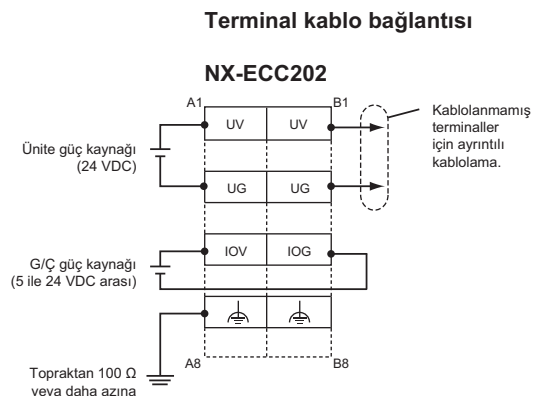 Terminal kablo bağlantısı
NX-ECC202
A1
B1
UV
UV
Kablolanmamış
terminaller
için ayrıntılı
kablolama.
Ünite güç kaynağı
(24 VDC)
UG
UG
IOV
IOG
G/Ç güç kaynağı
(5 ile 24 VDC arası)
A8
B8
Topraktan 100 Ω
veya daha azına